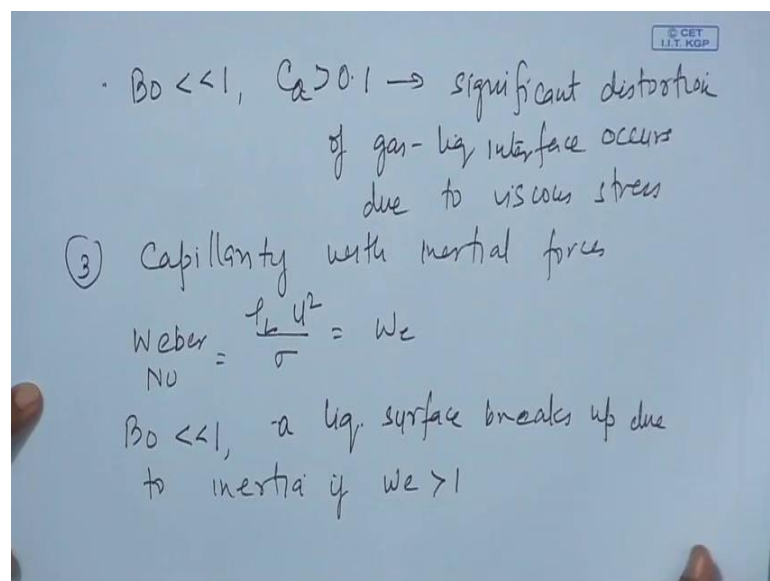 © CET
I.I.T. KGP
· Bo <<1, Ca>0.1 → significant distortion
of gas-liq interface occurs
due to viscous stress
③ Capillarity with inertial forces
Weber No = ρ_L u² / σ = We
Bo <<1, a liq. surface breaks up due
to inertia if We >1